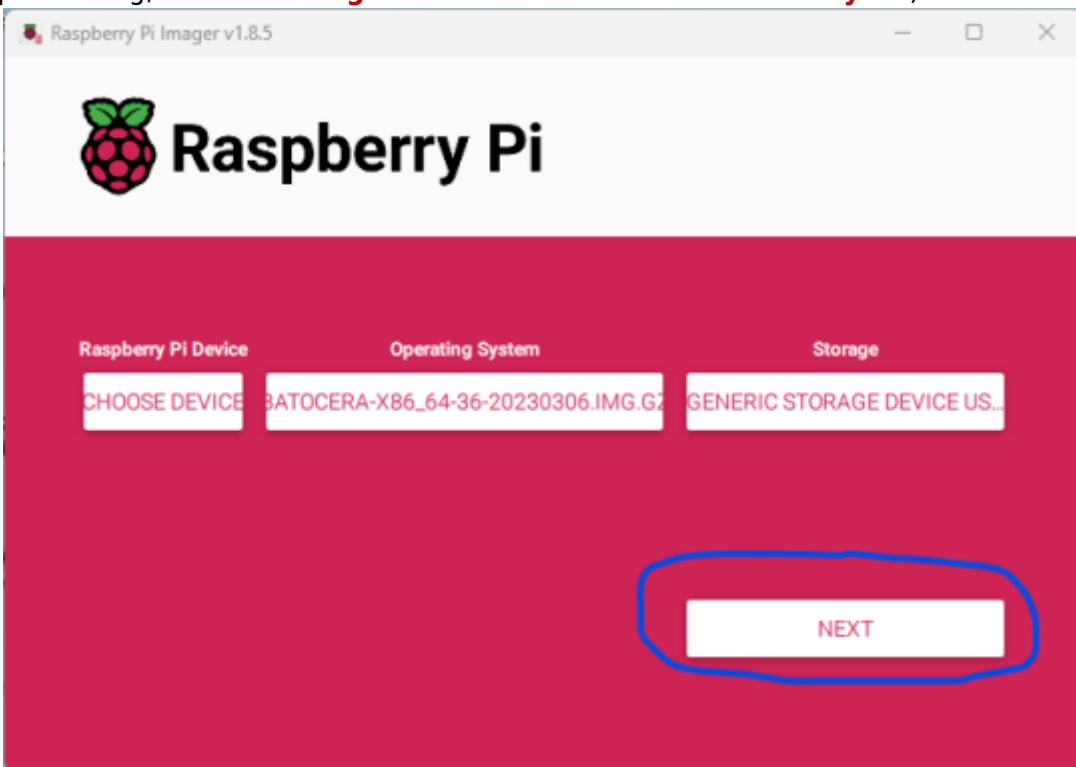 Raspberry Pi Imager v1.8.5
Raspberry Pi
Raspberry Pi Device Operating System Storage
CHOOSE DEVICE BATOCERA-X86_64-36-20230306.IMG.GZ GENERIC STORAGE DEVICE US...
NEXT